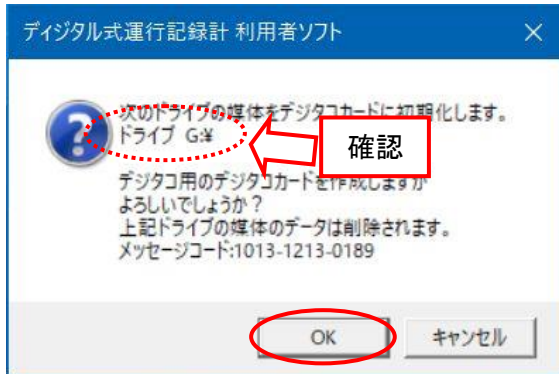 ディジタル式運行記録計 利用者ソフト
次のドライブの媒体をデジタコカードに初期化します。
ドライブ G:¥
確認
デジタコ用のデジタコカードを作成しますが
よろしいでしょうか？
上記ドライブの媒体のデータは削除されます。
メッセージコード:1013-1213-0189
OK
キャンセル